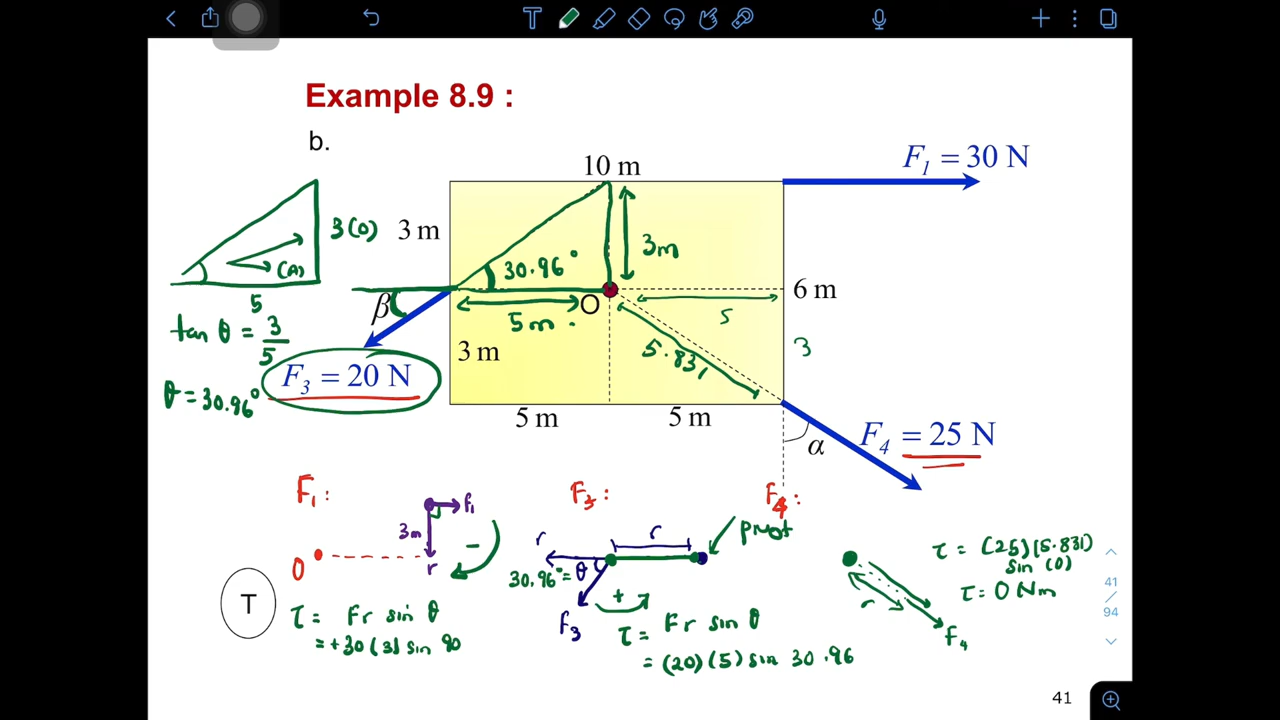 Example 8.9 :
b.
10 m
F1 = 30 N
3 (O)
3 m
3m
(A)
30.96°
5
β
O
6 m
5m.
5
tan θ = 3/5
3 m
5.831
3
F3 = 20 N
θ = 30.96°
5 m
5 m
α
F4 = 25 N
F1 :
F3 :
F4 :
f1
3m
r
O
-
pivot
r
r
30.96° = θ
+
F3
τ = (25)(5.831)
sin (0)
τ = 0 Nm
r
F4
T
τ = Fr sin θ
= +30 (3) sin 90
τ = Fr sin θ
= (20) (5) sin 30.96
41
/
94
41